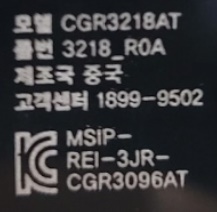 모델 CGR3218AT
품번 3218_R0A
제조국 중국
고객센터 1899-9502
MSIP-
REI-3JR-
CGR3096AT